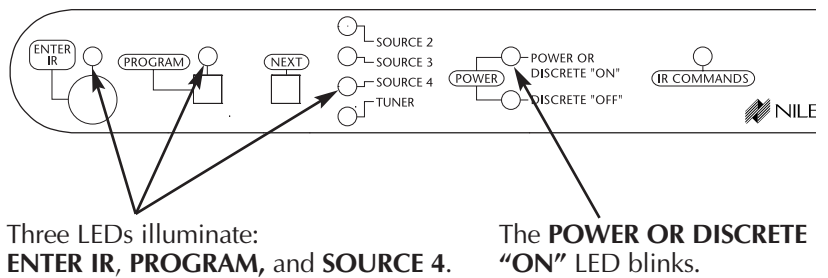 ENTER
IR
PROGRAM
NEXT
SOURCE 2
SOURCE 3
SOURCE 4
TUNER
POWER
POWER OR
DISCRETE "ON"
DISCRETE "OFF"
IR COMMANDS
NILE
Three LEDs illuminate:
ENTER IR, PROGRAM, and SOURCE 4.
The POWER OR DISCRETE
“ON” LED blinks.